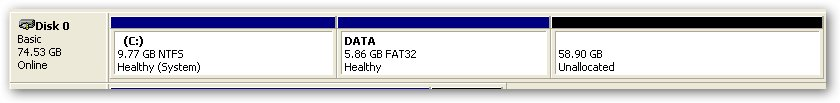 Disk 0
Basic
74.53 GB
Online
(C:)
9.77 GB NTFS
Healthy (System)
DATA
5.86 GB FAT32
Healthy
58.90 GB
Unallocated